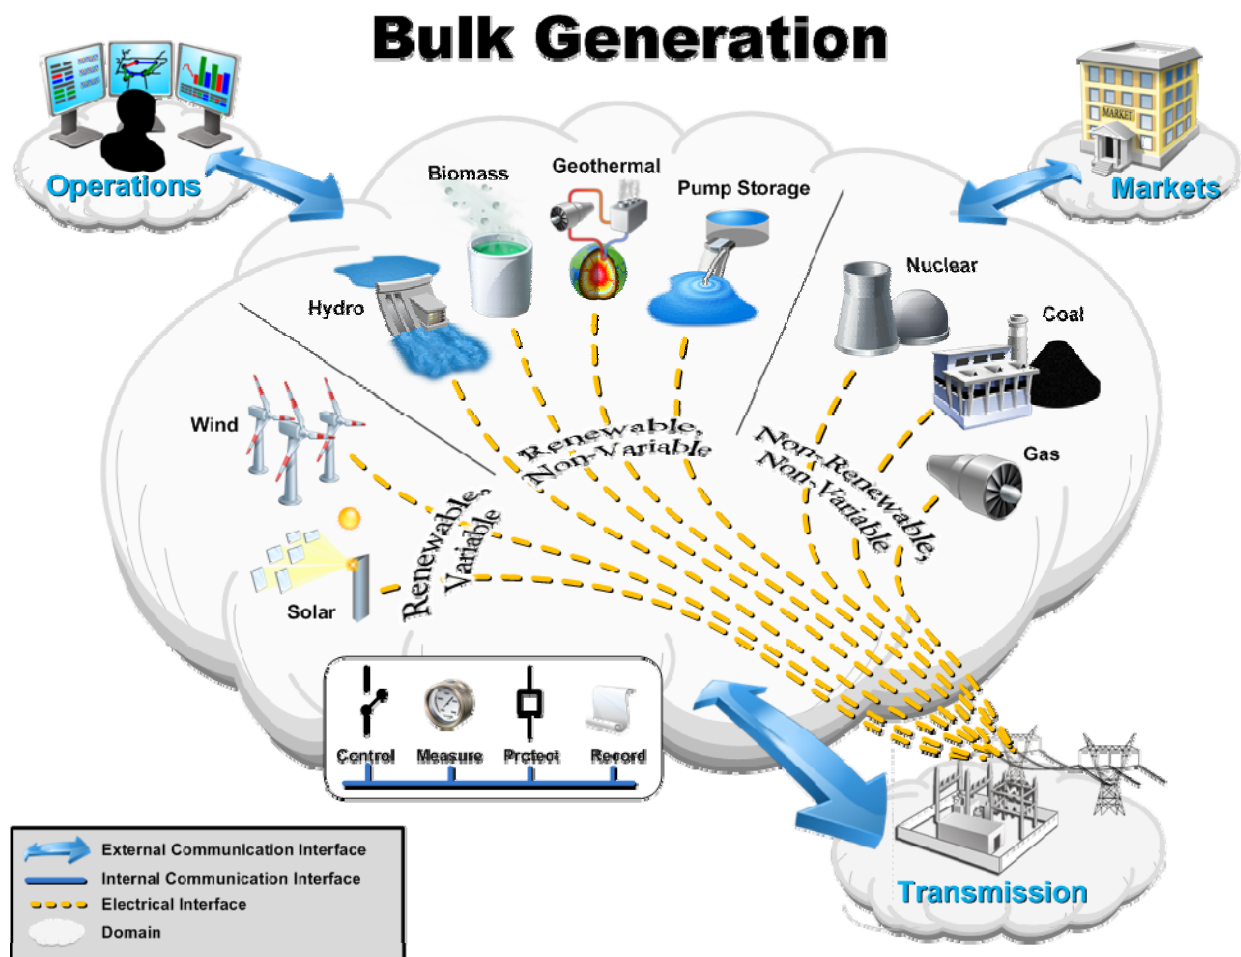 Bulk Generation
Operations
Markets
Biomass
Geothermal
Pump Storage
Hydro
Nuclear
Coal
Wind
Gas
Solar
Renewable,
Variable
Renewable,
Non-Variable
Non-Renewable,
Non-Variable
Control
Measure
Protect
Record
MARKET
Transmission
External Communication Interface
Internal Communication Interface
Electrical Interface
Domain